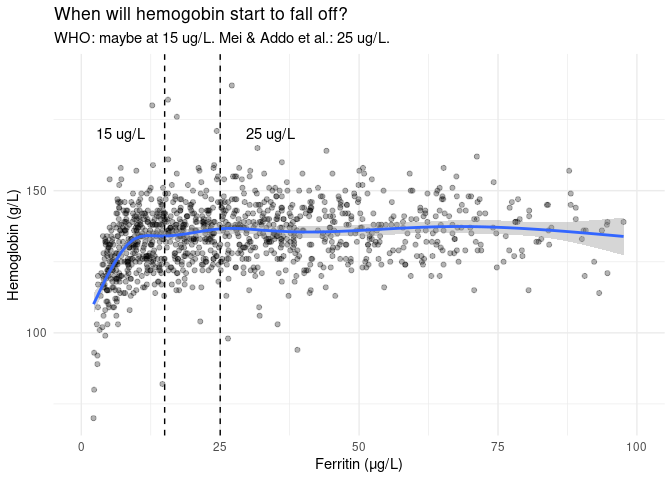 When will hemogobin start to fall off?
WHO: maybe at 15 ug/L. Mei & Addo et al.: 25 ug/L.
15 ug/L
25 ug/L
150
100
Hemoglobin (g/L)
0
25
50
75
100
Ferritin (µg/L)